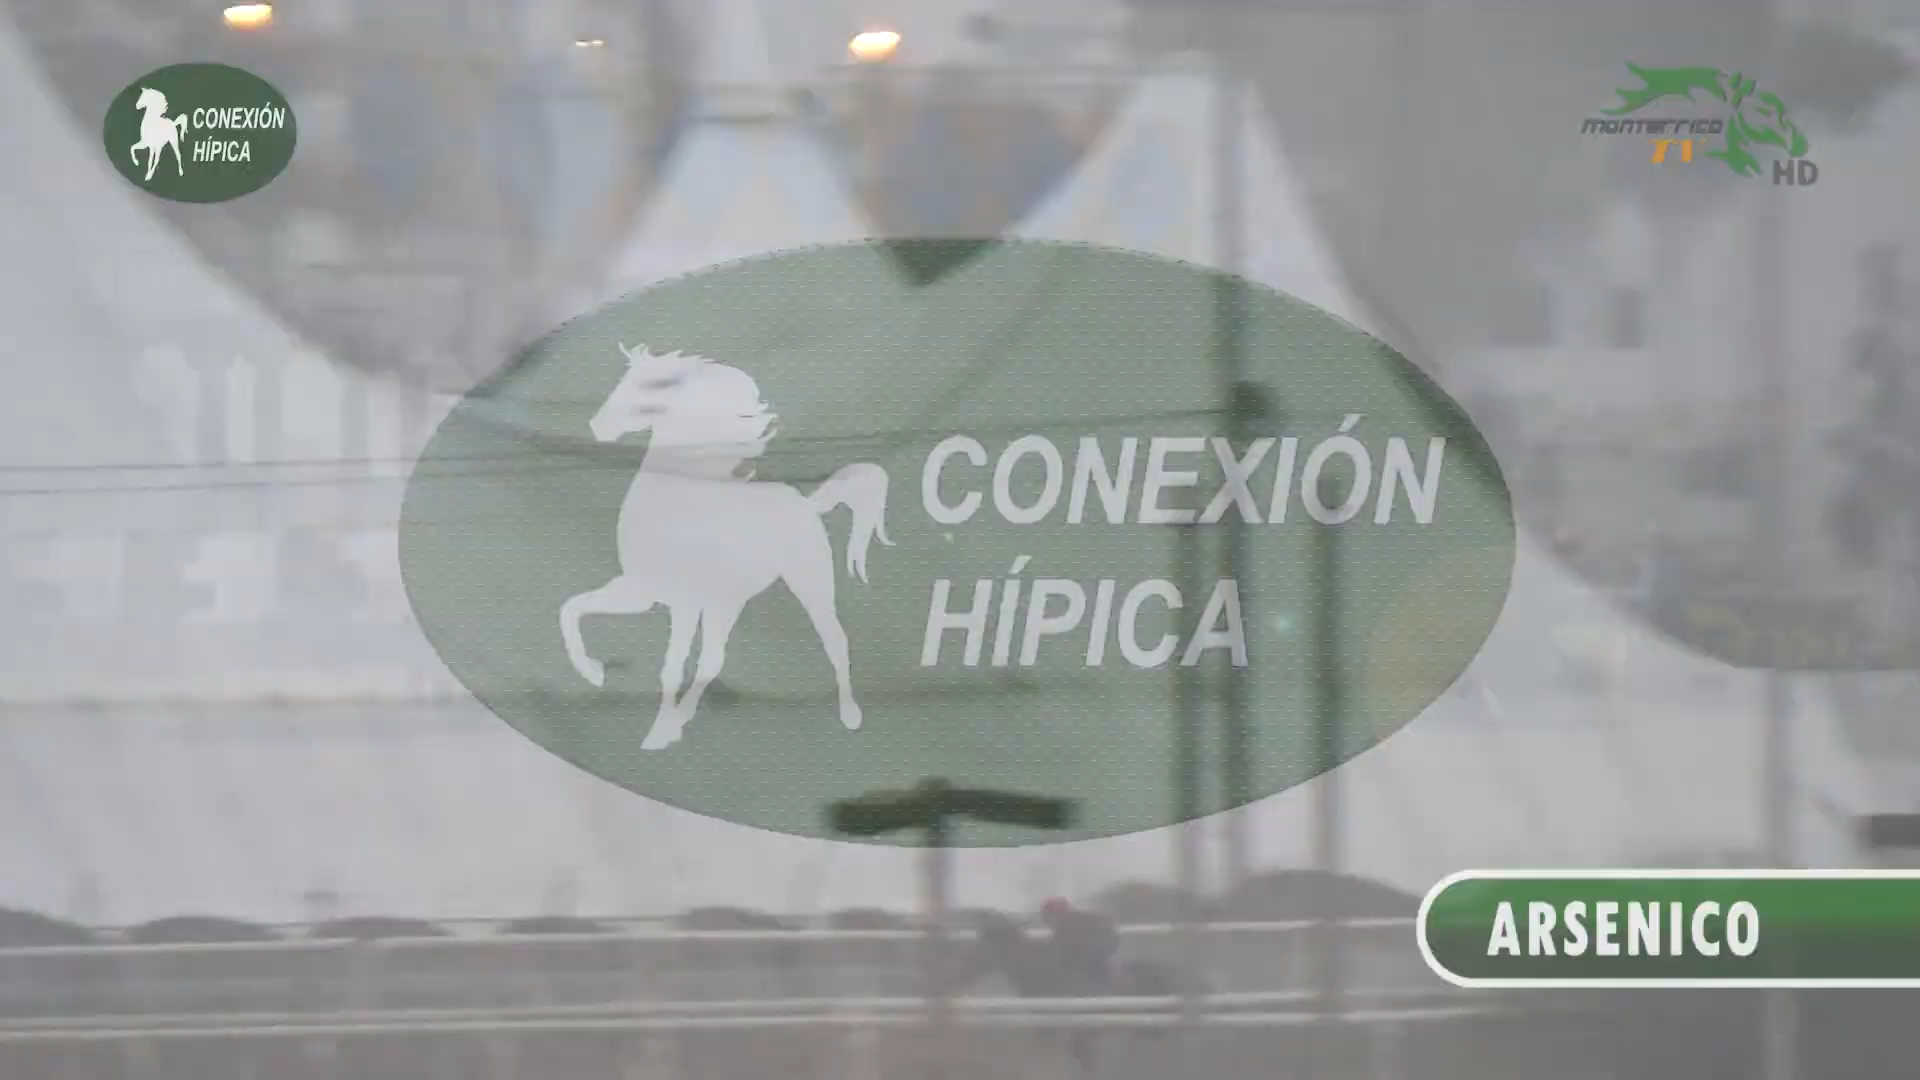 CONEXIÓN
HÍPICA
monterrico
TV
HD
CONEXIÓN
HÍPICA
ARSENICO